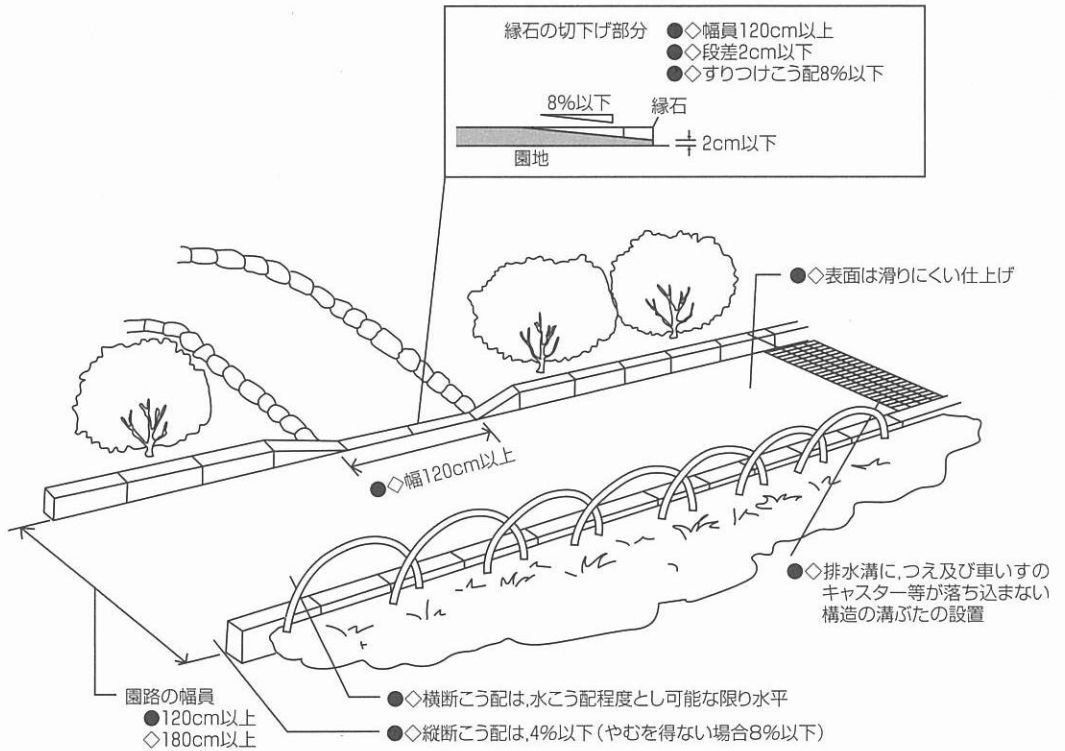 縁石の切下げ部分
●◇幅員120cm以上
●◇段差2cm以下
●◇すりつけこう配8%以下
8%以下
縁石
2cm以下
園地
●◇表面は滑りにくい仕上げ
●◇幅120cm以上
●◇排水溝に,つえ及び車いすの
キャスター等が落ち込まない
構造の溝ぶたの設置
園路の幅員
●120cm以上
◇180cm以上
●◇横断こう配は,水こう配程度とし可能な限り水平
●◇縦断こう配は,4%以下(やむを得ない場合8%以下)